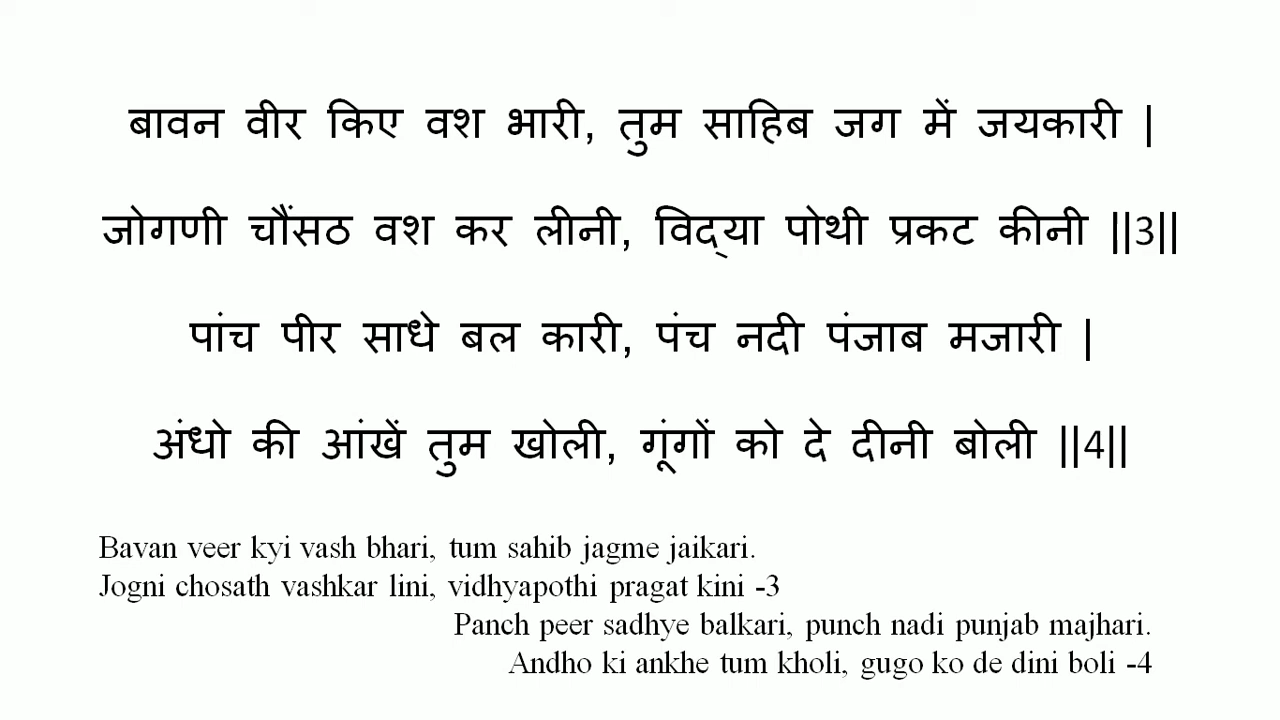 बावन वीर किए वश भारी, तुम साहिब जग में जयकारी |
जोगणी चौंसठ वश कर लीनी, विद्‌या पोथी प्रकट कीनी ||3||
पांच पीर साधे बल कारी, पंच नदी पंजाब मजारी |
अंधो की आंखें तुम खोली, गूंगों को दे दीनी बोली ||4||
Bavan veer kyi vash bhari, tum sahib jagme jaikari.
Jogni chosath vashkar lini, vidhyapothi pragat kini -3
Panch peer sadhye balkari, punch nadi punjab majhari.
Andho ki ankhe tum kholi, gugo ko de dini boli -4